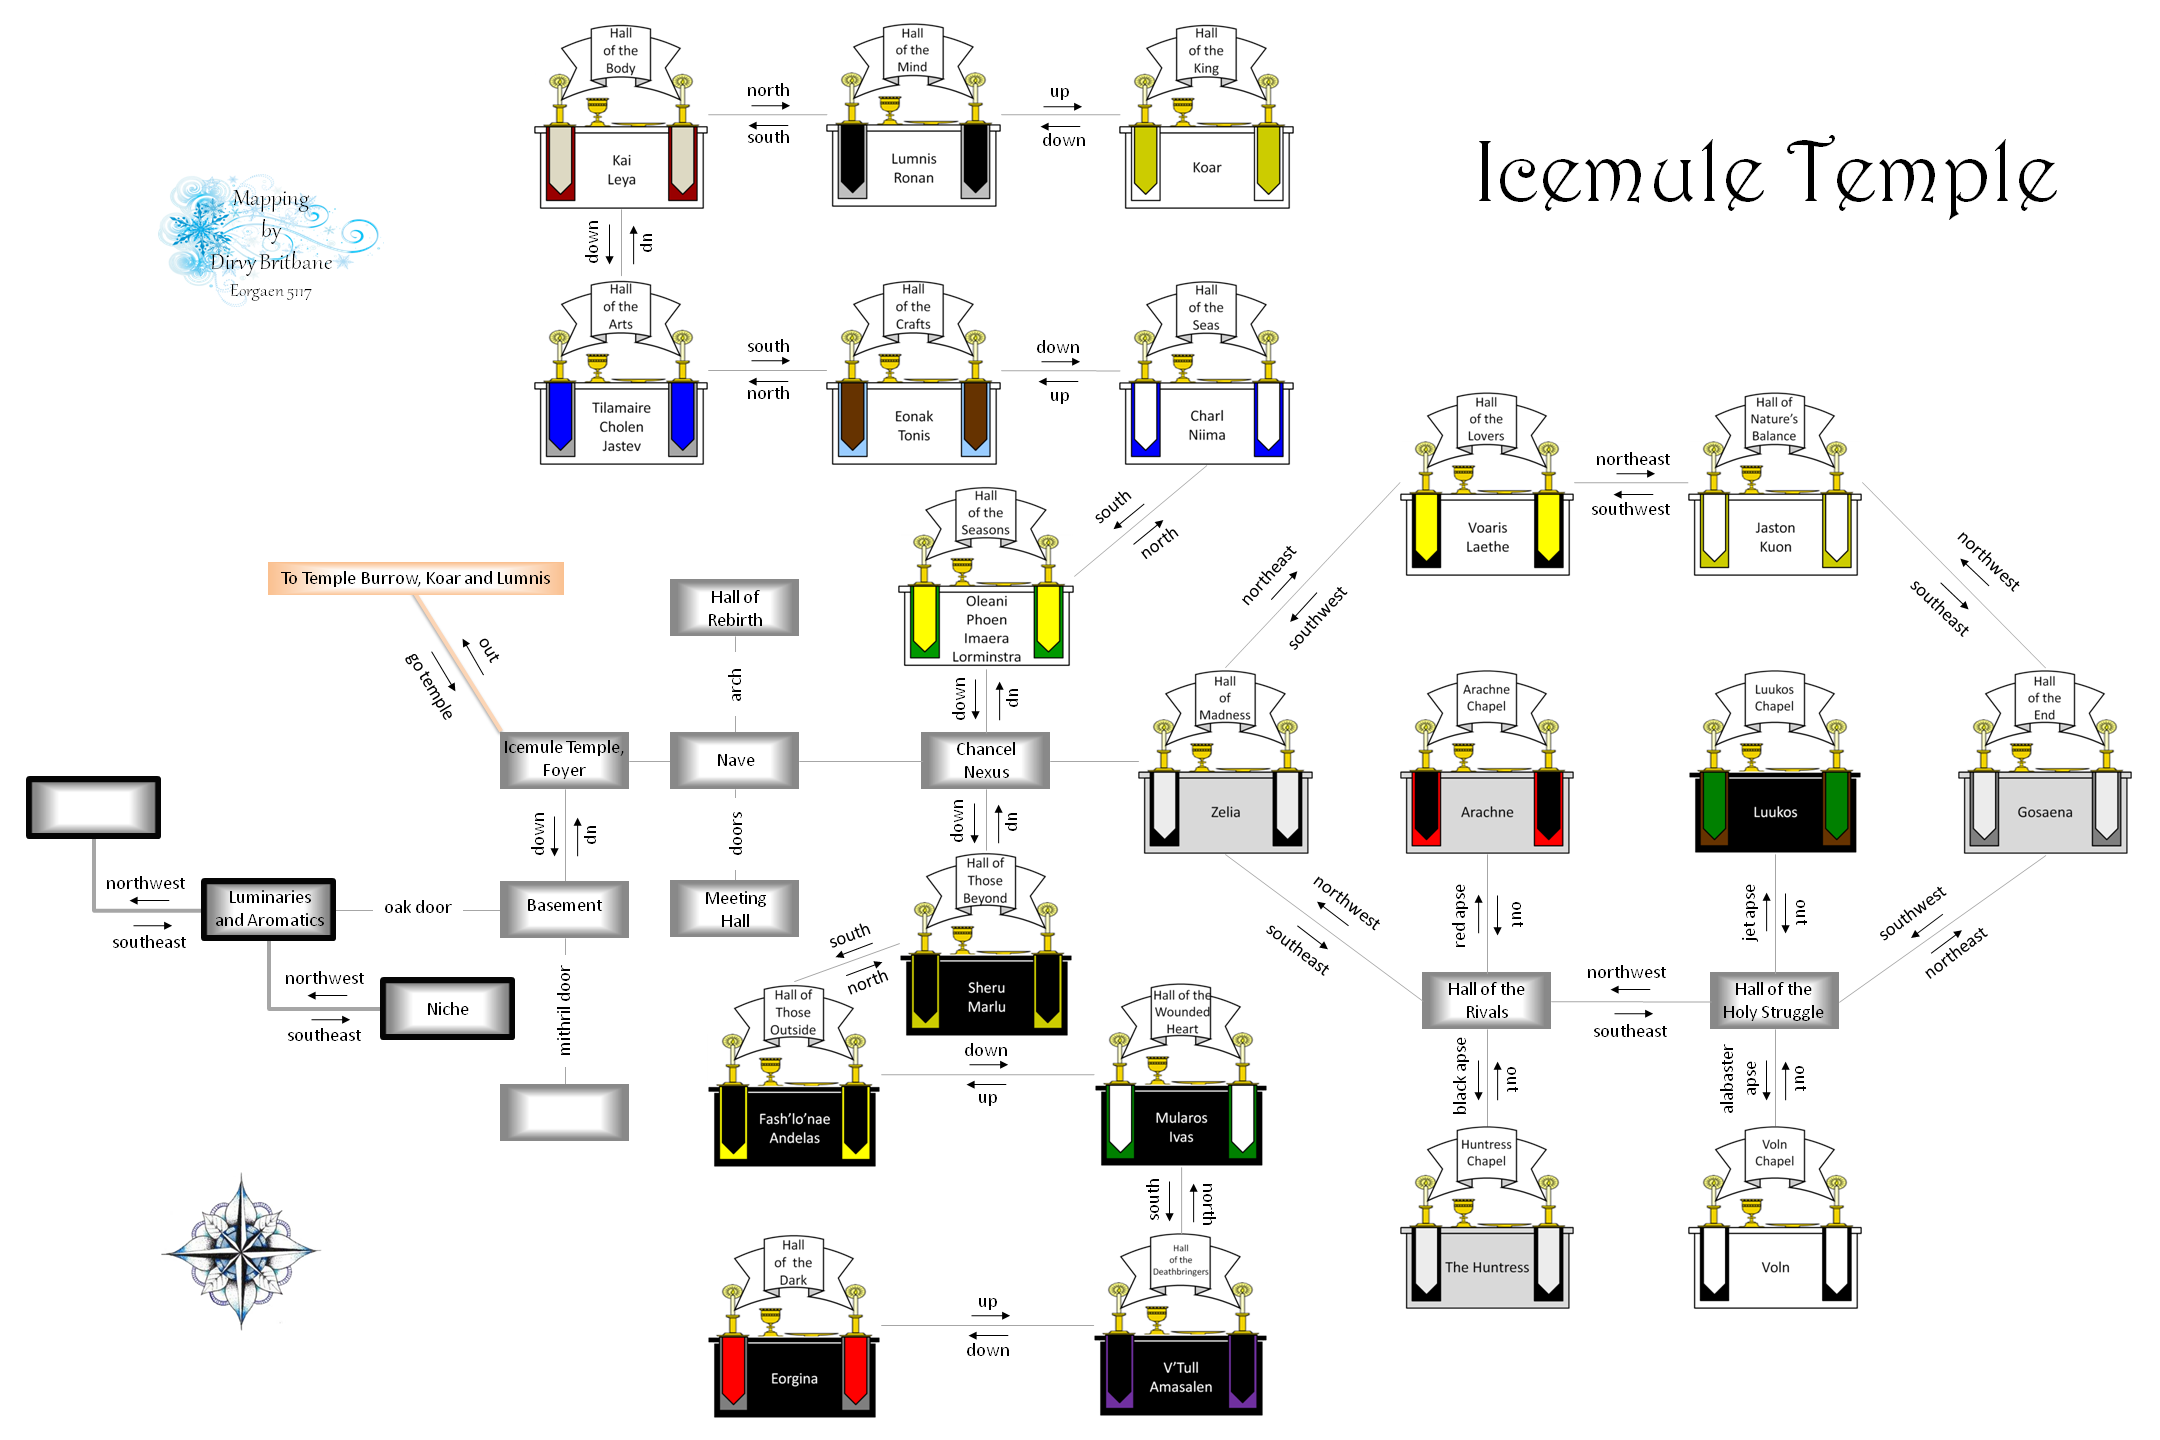 Icemule Temple
Mapping
by
Dirvy Britbane
Eorgaen 5117
Hall
of the
Body
Kai
Leya
north
south
Hall
of the
Mind
Lumnis
Ronan
up
down
Hall
of the
King
Koar
down
up
Hall
of the
Arts
Tilamaire
Cholen
Jastev
south
north
Hall
of the
Crafts
Eonak
Tonis
down
up
Hall
of the
Seas
Charl
Niima
south
north
Hall
of the
Seasons
Oleani
Phoen
Imaera
Lorminstra
down
up
To Temple Burrow, Koar and Lumnis
out
go temple
Icemule Temple,
Foyer
Hall of
Rebirth
arch
Nave
doors
Meeting
Hall
Chancel
Nexus
down
up
down
up
Basement
oak door
mithril door
Luminaries
and Aromatics
northwest
southeast
northwest
southeast
Niche
Hall of
Those
Beyond
Sheru
Marlu
south
north
Hall of
Those
Outside
Fash'lo'nae
Andelas
down
up
Hall of the
Wounded
Heart
Mularos
Ivas
south
north
Hall
of the
Deathbringers
V'Tull
Amasalen
up
down
Hall
of the
Dark
Eorgina
Hall
of
Madness
Zelia
northeast
southwest
Hall
of the
Lovers
Voaris
Laethe
northeast
southwest
Hall of
Nature's
Balance
Jaston
Kuon
northwest
southeast
Hall
of the
End
Gosaena
southwest
northeast
Arachne
Chapel
Arachne
red apse
out
Luukos
Chapel
Luukos
jet apse
out
northwest
southeast
Hall of the
Rivals
northwest
southeast
Hall of the
Holy Struggle
black apse
out
alabaster
apse
out
Huntress
Chapel
The Huntress
Voln
Chapel
Voln